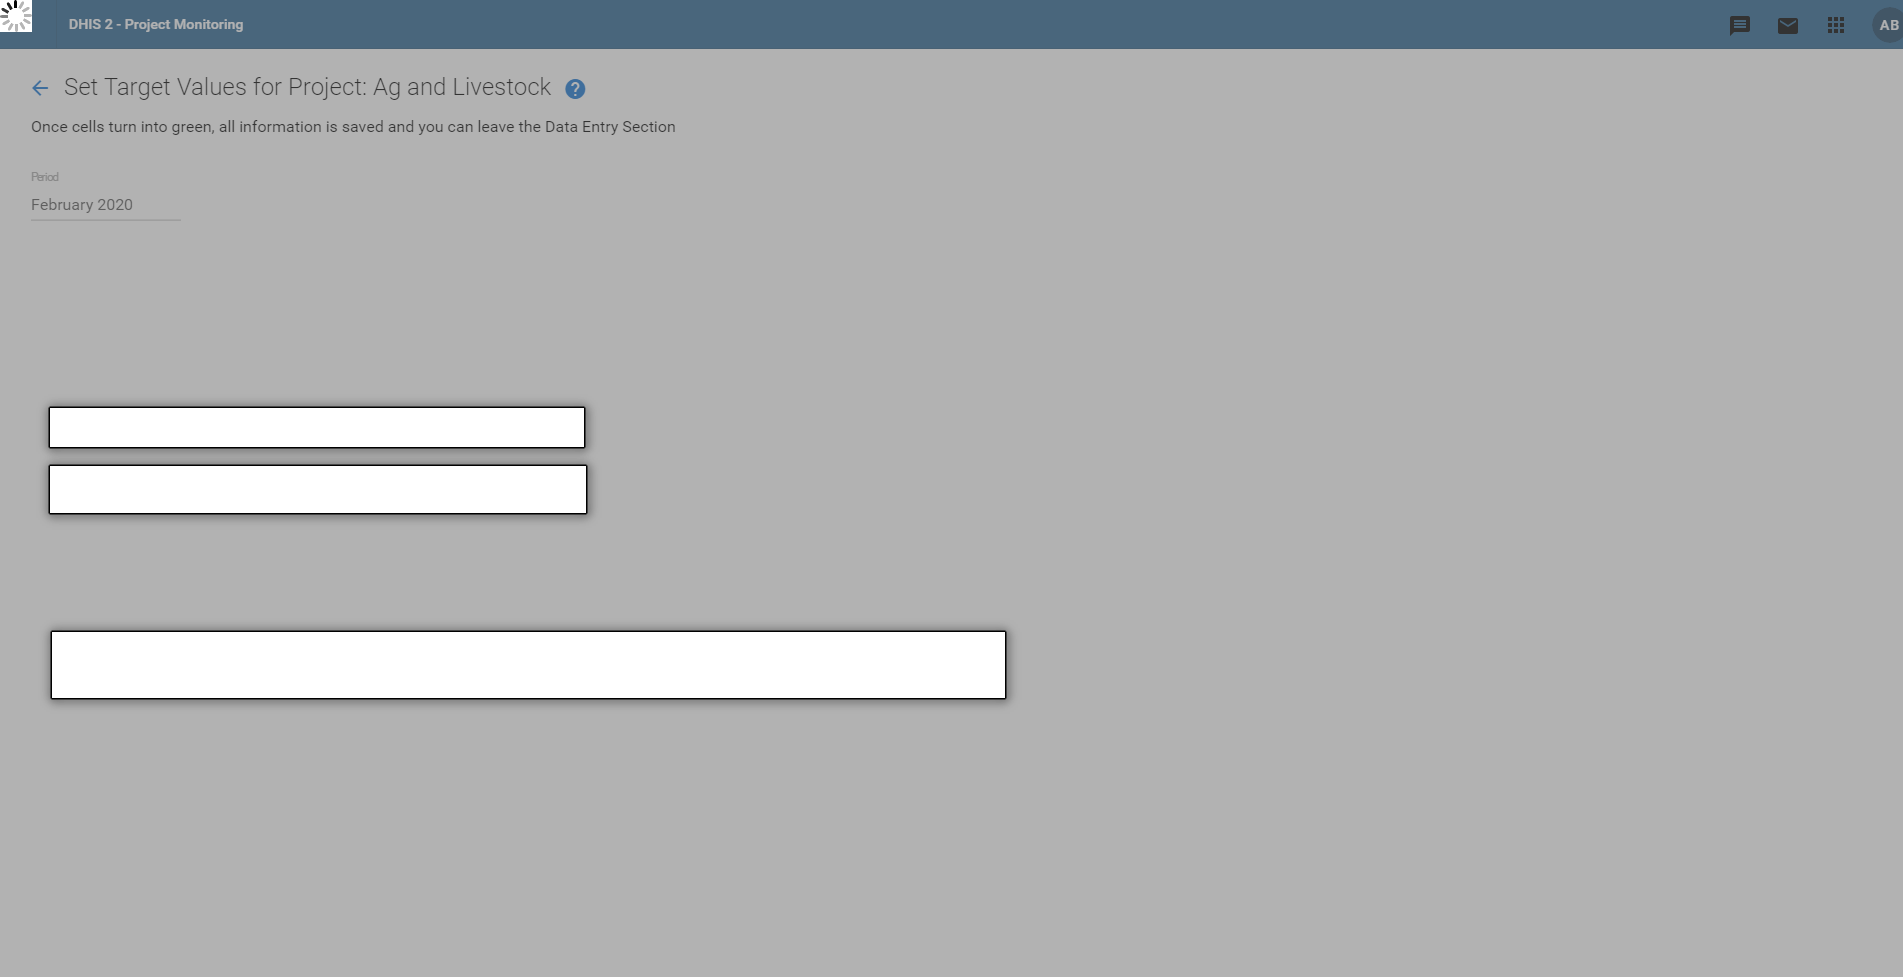 DHIS 2 - Project Monitoring
AB
Set Target Values for Project: Ag and Livestock
?
Once cells turn into green, all information is saved and you can leave the Data Entry Section
Period
February 2020